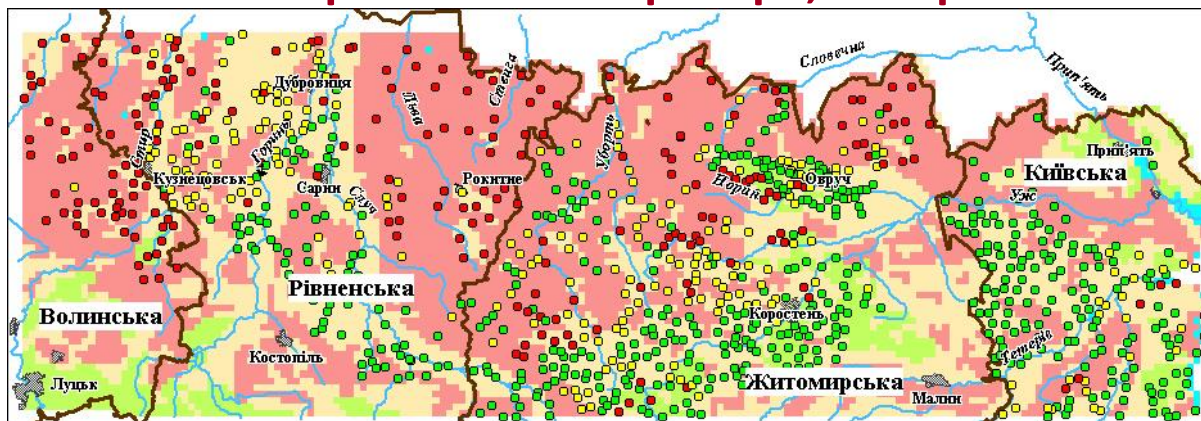 Словечна
Прип'ять
Ствига
Льва
Дубровиця
Горинь
Стир
Уборть
Прип'ять
Кузнецовськ
Сарни
Случ
Рокитне
Норин
Овруч
Київська
Уж
Рівненська
Волинська
Костопіль
Коростень
Тетерів
Луцьк
Житомирська
Малин